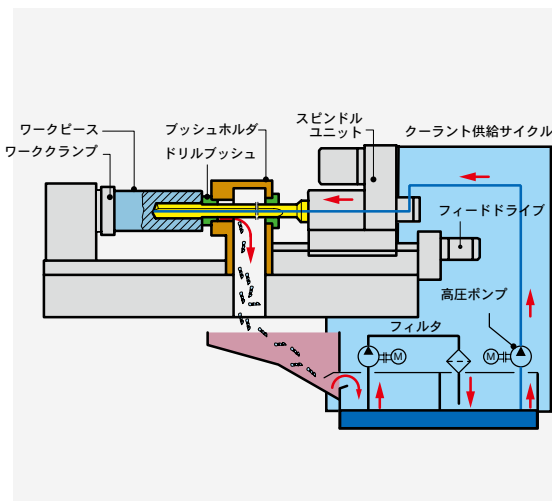 ワークピース
ワーククランプ
ブッシュホルダ
ドリルブッシュ
スピンドル
ユニット
クーラント供給サイクル
フィードドライブ
高圧ポンプ
フィルタ
M
M